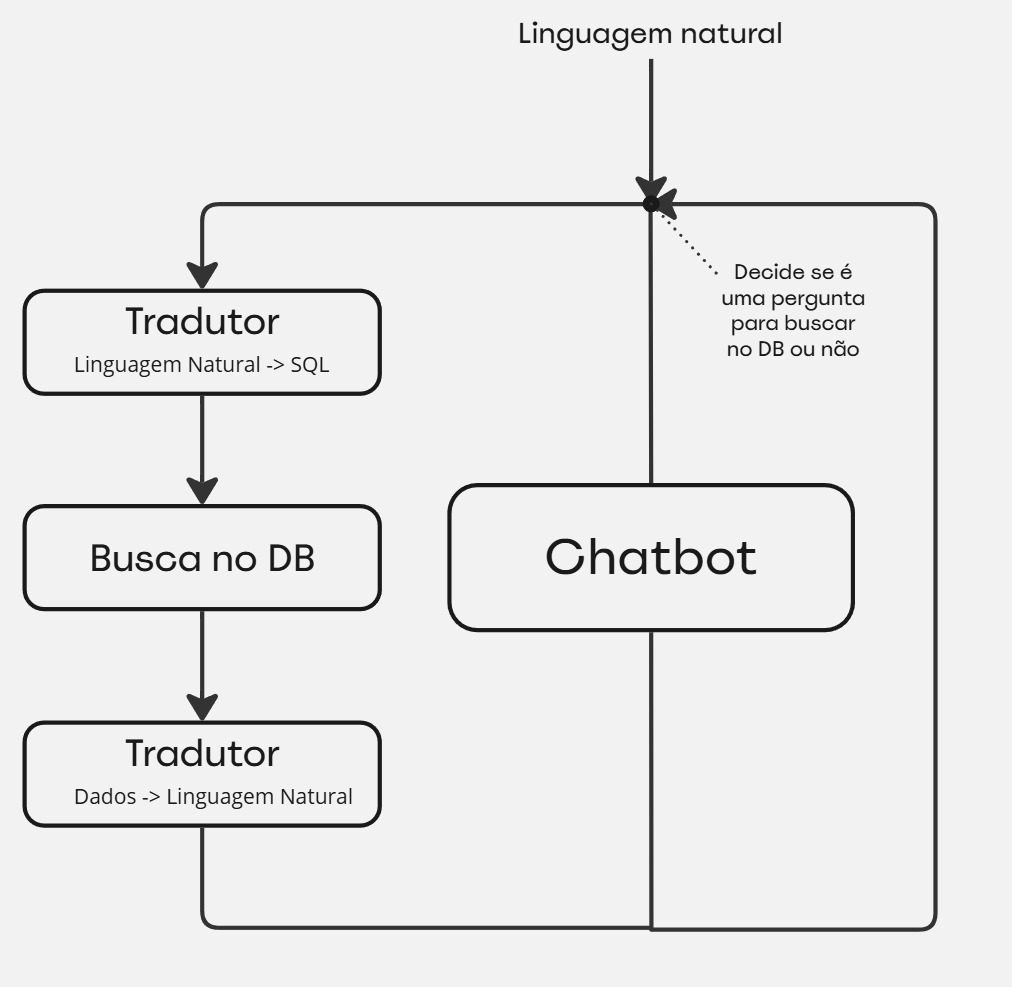 Linguagem natural
Decide se é
uma pergunta
para buscar
no DB ou não
Tradutor
Linguagem Natural -> SQL
Busca no DB
Chatbot
Tradutor
Dados -> Linguagem Natural